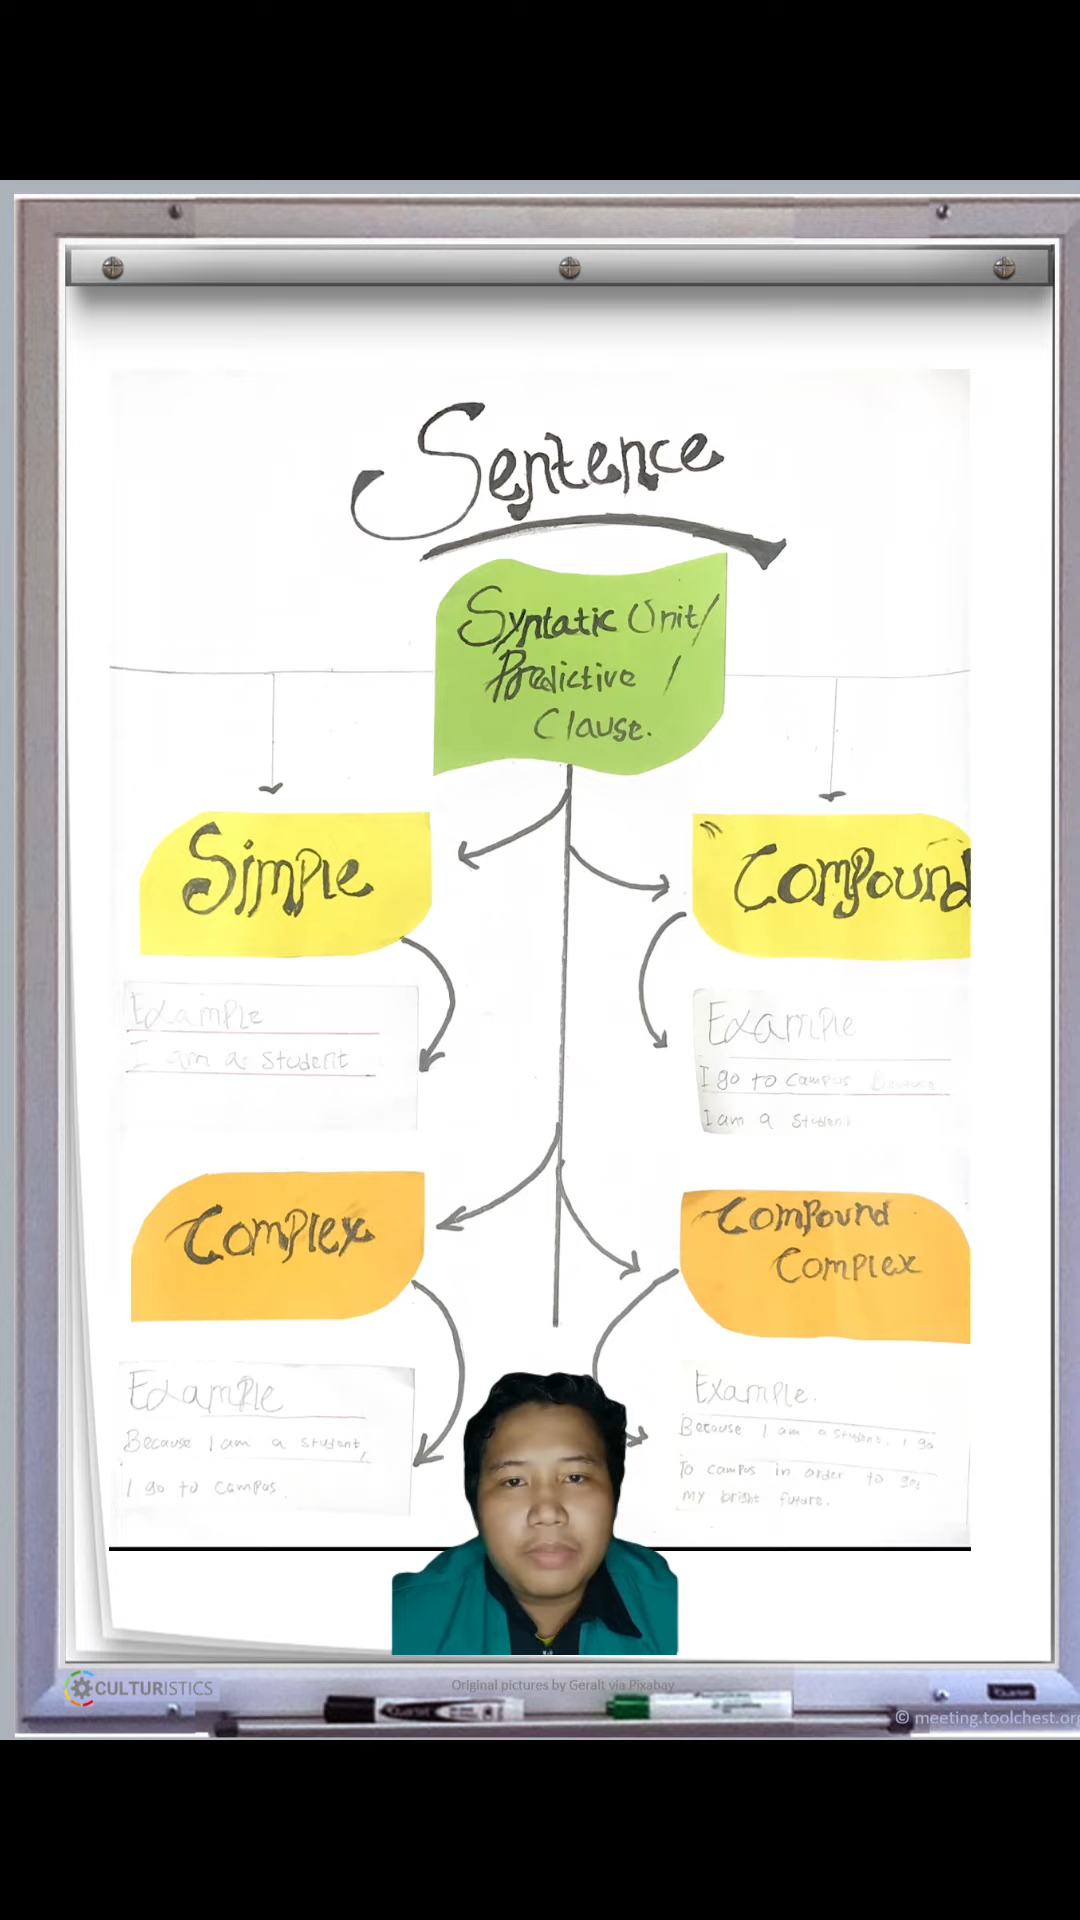 Sentence
Syntatic Unit/
Predictive /
Clause.
Simple
Compound
Example
I am a student
Example
I go to campus Because
I am a student
Complex
Compound
Complex
Example
Because I am a student,
I go to campus.
Example.
Because I am a student, I go
To campus in order to get
my bright future.
CULTURISTICS
Original pictures by Geralt via Pixabay
© meeting.toolchest.org